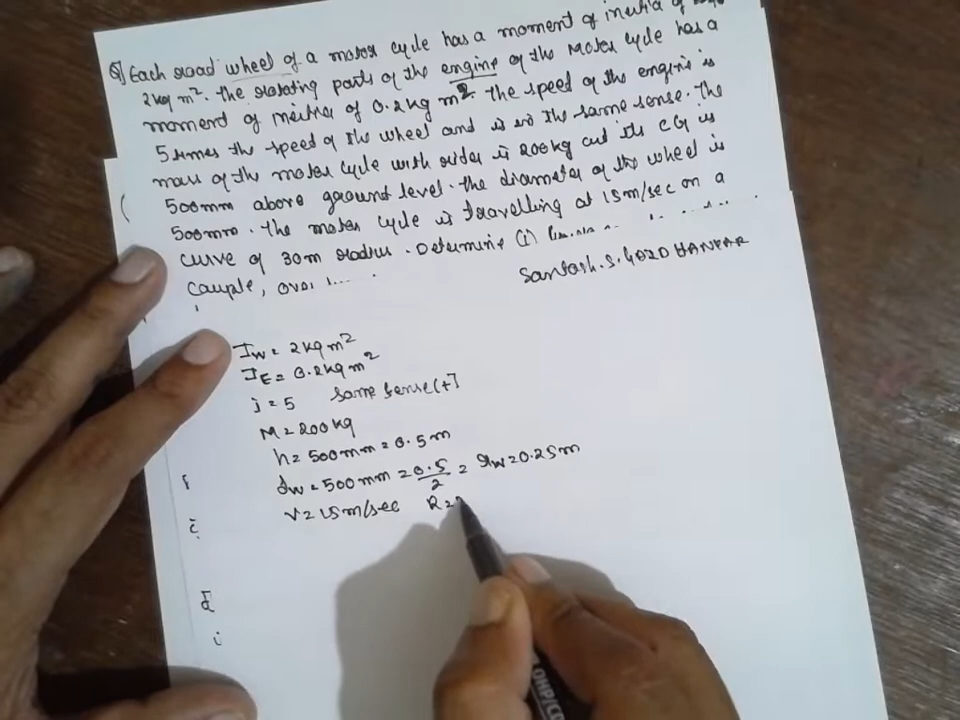 Q] Each road wheel of a motor cycle has a moment of inertia of
2kg m². The rotating parts of the engine of the Motor cycle has a
moment of inertia of 0.2kg m². The speed of the engine is
5 times the speed of the wheel and is in the same sense. The
mass of the motor cycle with rider is 200kg and its CG is
500mm above ground level. The diameter of the wheel is
500mm. The motor cycle is travelling at 15m/sec on a
curve of 30m radius. Determine (i)
couple,
Santosh.S.
I_W = 2kg m²
I_E = 0.2kg m²
i = 5 same sense(+)
M = 200kg
h = 500mm = 0.5m
d_W = 500mm = 0.5/2 = r_W = 0.25m
V = 15m/sec R =